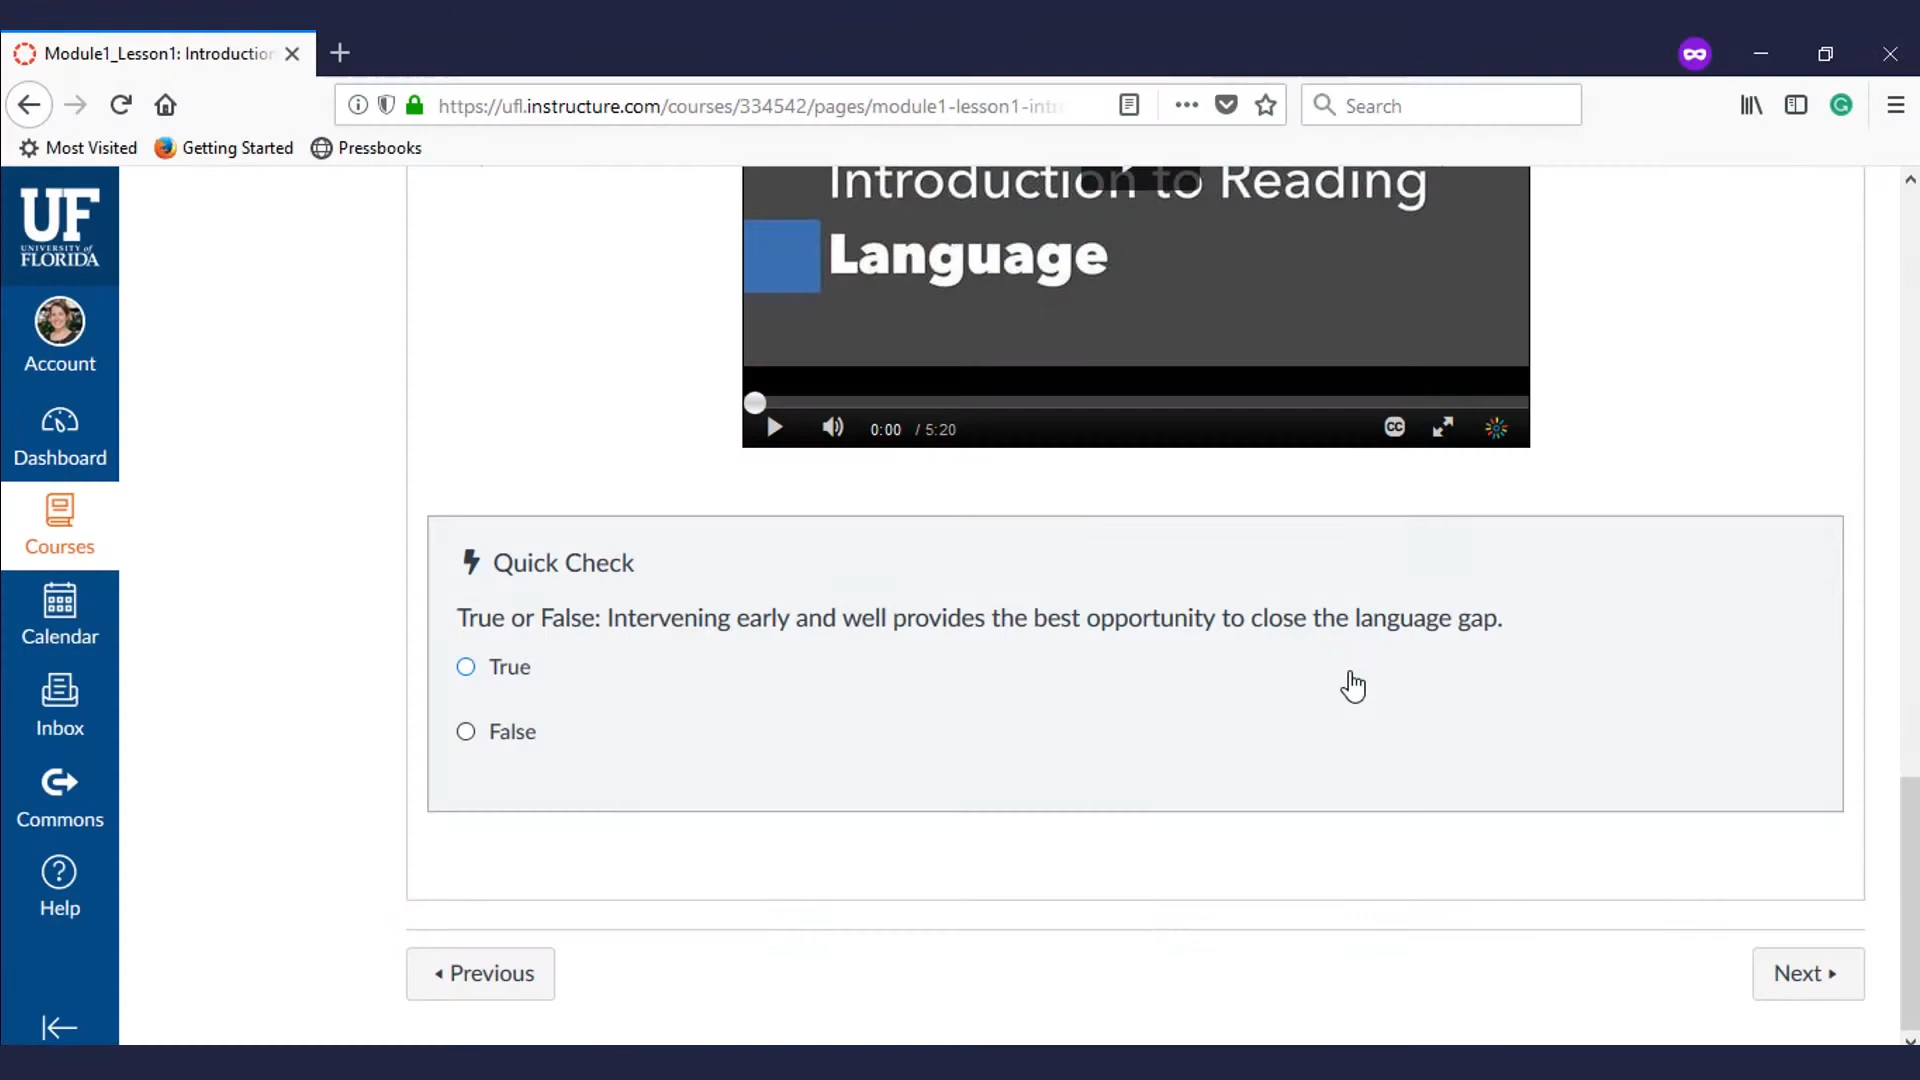 Module1_Lesson1: Introduction
https://ufl.instructure.com/courses/334542/pages/module1-lesson1-intr
Search
Most Visited
Getting Started
Pressbooks
UF
UNIVERSITY of
FLORIDA
Account
Dashboard
Courses
Calendar
Inbox
Commons
Help
Introduction to Reading
Language
0:00 / 5:20
CC
Quick Check
True or False: Intervening early and well provides the best opportunity to close the language gap.
True
False
Previous
Next